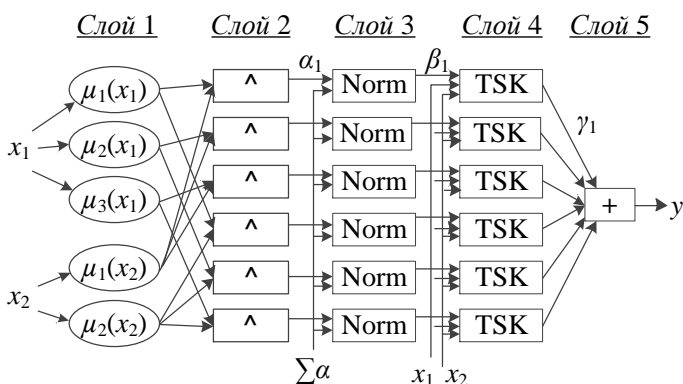 Слой 1 Слой 2 Слой 3 Слой 4 Слой 5
α₁ β₁
μ₁(x₁) ^ Norm TSK
γ₁
x₁
μ₂(x₁) ^ Norm TSK
μ₃(x₁) ^ Norm TSK
+ y
^ Norm TSK
μ₁(x₂)
^ Norm TSK
x₂
μ₂(x₂) ^ Norm TSK
∑α x₁ x₂